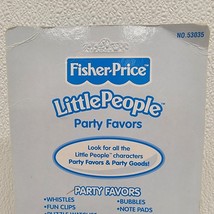 NO. 53035
Fisher-Price
LittlePeople
Party Favors
Look for all the
Little People™ characters
Party Favors & Party Goods!
PARTY FAVORS
•WHISTLES •BUBBLES
•FUN CLIPS •NOTE PADS